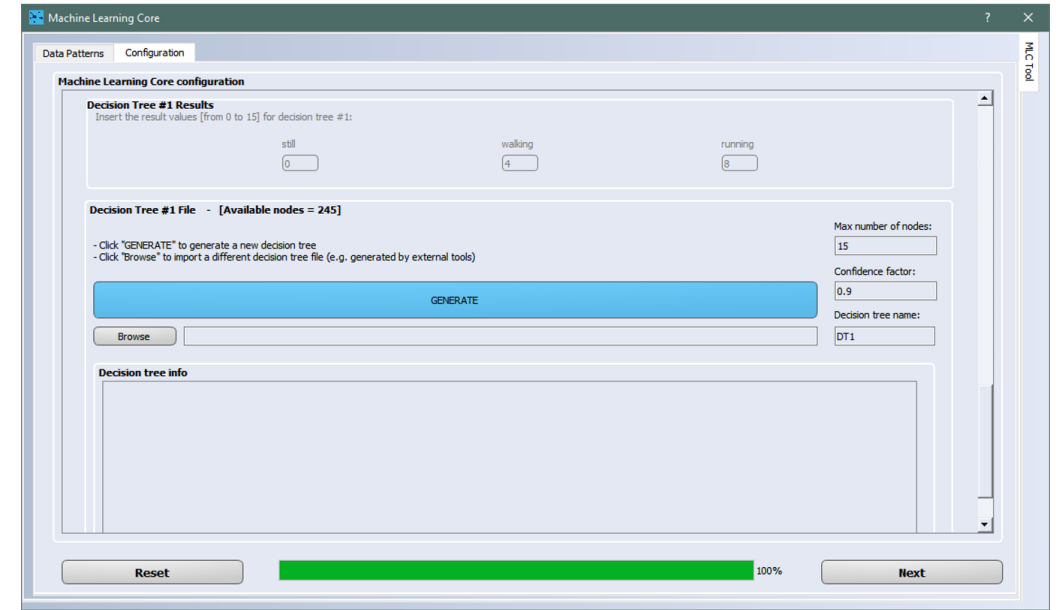 Machine Learning Core
? ×
Data Patterns Configuration
MLC Tool
Machine Learning Core configuration
Decision Tree #1 Results
Insert the result values [from 0 to 15] for decision tree #1:
still walking running
0 4 8
Decision Tree #1 File - [Available nodes = 245]
Max number of nodes:
15
- Click "GENERATE" to generate a new decision tree
- Click "Browse" to import a different decision tree file (e.g. generated by external tools)
Confidence factor:
0.9
GENERATE
Decision tree name:
Browse
DT1
Decision tree info
Reset
100%
Next